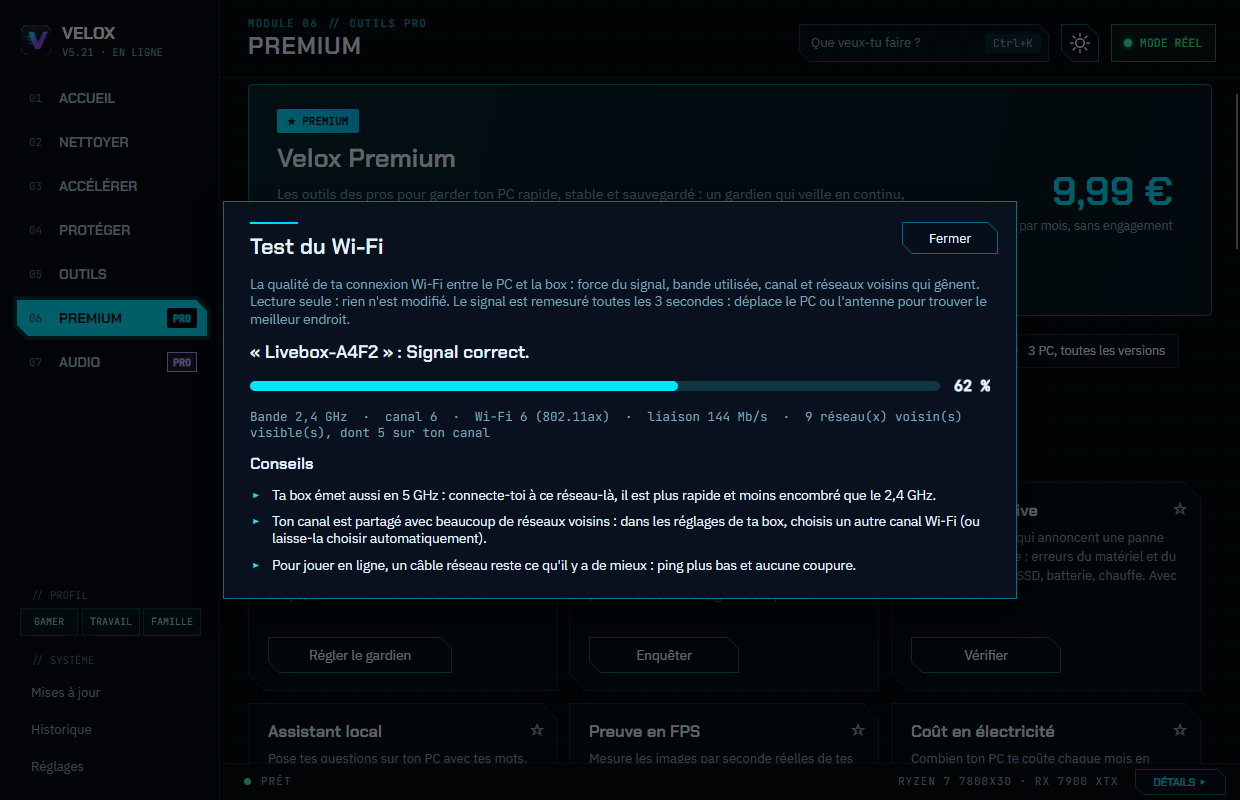 VELOX
V5.21 · EN LIGNE
01 ACCUEIL
02 NETTOYER
03 ACCÉLÉRER
04 PROTÉGER
05 OUTILS
06 PREMIUM PRO
07 AUDIO PRO
// PROFIL
GAMER TRAVAIL FAMILLE
// SYSTÈME
Mises à jour
Historique
Réglages
MODULE 06 // OUTILS PRO
PREMIUM
Que veux-tu faire ? Ctrl+K
MODE RÉEL
★ PREMIUM
Velox Premium
Les outils des pros pour garder ton PC rapide, stable et sauvegardé : un gardien qui veille en continu,
9,99 €
par mois, sans engagement
3 PC, toutes les versions
Test du Wi-Fi
Fermer
La qualité de ta connexion Wi-Fi entre le PC et la box : force du signal, bande utilisée, canal et réseaux voisins qui gênent.
Lecture seule : rien n'est modifié. Le signal est remesuré toutes les 3 secondes : déplace le PC ou l'antenne pour trouver le
meilleur endroit.
« Livebox-A4F2 » : Signal correct.
62 %
Bande 2,4 GHz · canal 6 · Wi-Fi 6 (802.11ax) · liaison 144 Mb/s · 9 réseau(x) voisin(s)
visible(s), dont 5 sur ton canal
Conseils
▸ Ta box émet aussi en 5 GHz : connecte-toi à ce réseau-là, il est plus rapide et moins encombré que le 2,4 GHz.
▸ Ton canal est partagé avec beaucoup de réseaux voisins : dans les réglages de ta box, choisis un autre canal Wi-Fi (ou
laisse-la choisir automatiquement).
▸ Pour jouer en ligne, un câble réseau reste ce qu'il y a de mieux : ping plus bas et aucune coupure.
qui annoncent une panne
: erreurs du matériel et du
SSD, batterie, chauffe. Avec
Régler le gardien
Enquêter
Vérifier
Assistant local
Pose tes questions sur ton PC avec tes mots.
Preuve en FPS
Mesure les images par seconde réelles de tes
Coût en électricité
Combien ton PC te coûte chaque mois en
PRÊT
RYZEN 7 7800X3D · RX 7900 XTX
DÉTAILS ▸